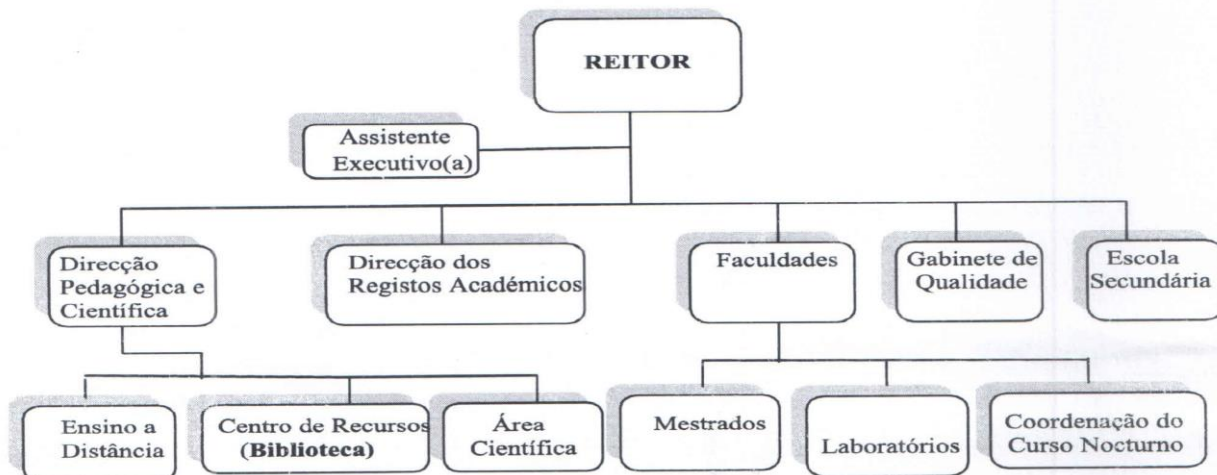 REITOR
Assistente
Executivo(a)
Direcção
Pedagógica e
Científica
Direcção dos
Registos Académicos
Faculdades
Gabinete de
Qualidade
Escola
Secundária
Ensino a
Distância
Centro de Recursos
(Biblioteca)
Área
Científica
Mestrados
Laboratórios
Coordenação do
Curso Nocturno